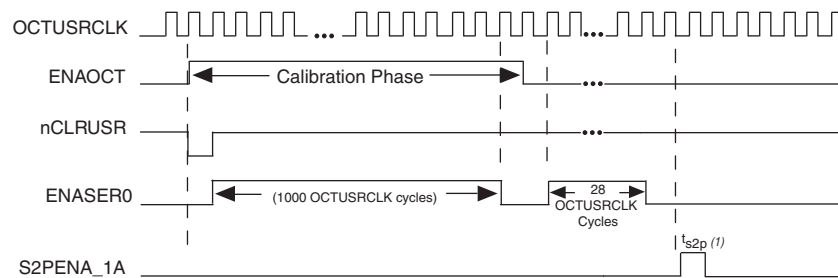 OCTUSRCLK
ENAOCT
Calibration Phase
nCLRUSR
ENASER0
(1000 OCTUSRCLK cycles)
28
OCTUSRCLK
Cycles
ts2p (1)
S2PENA_1A